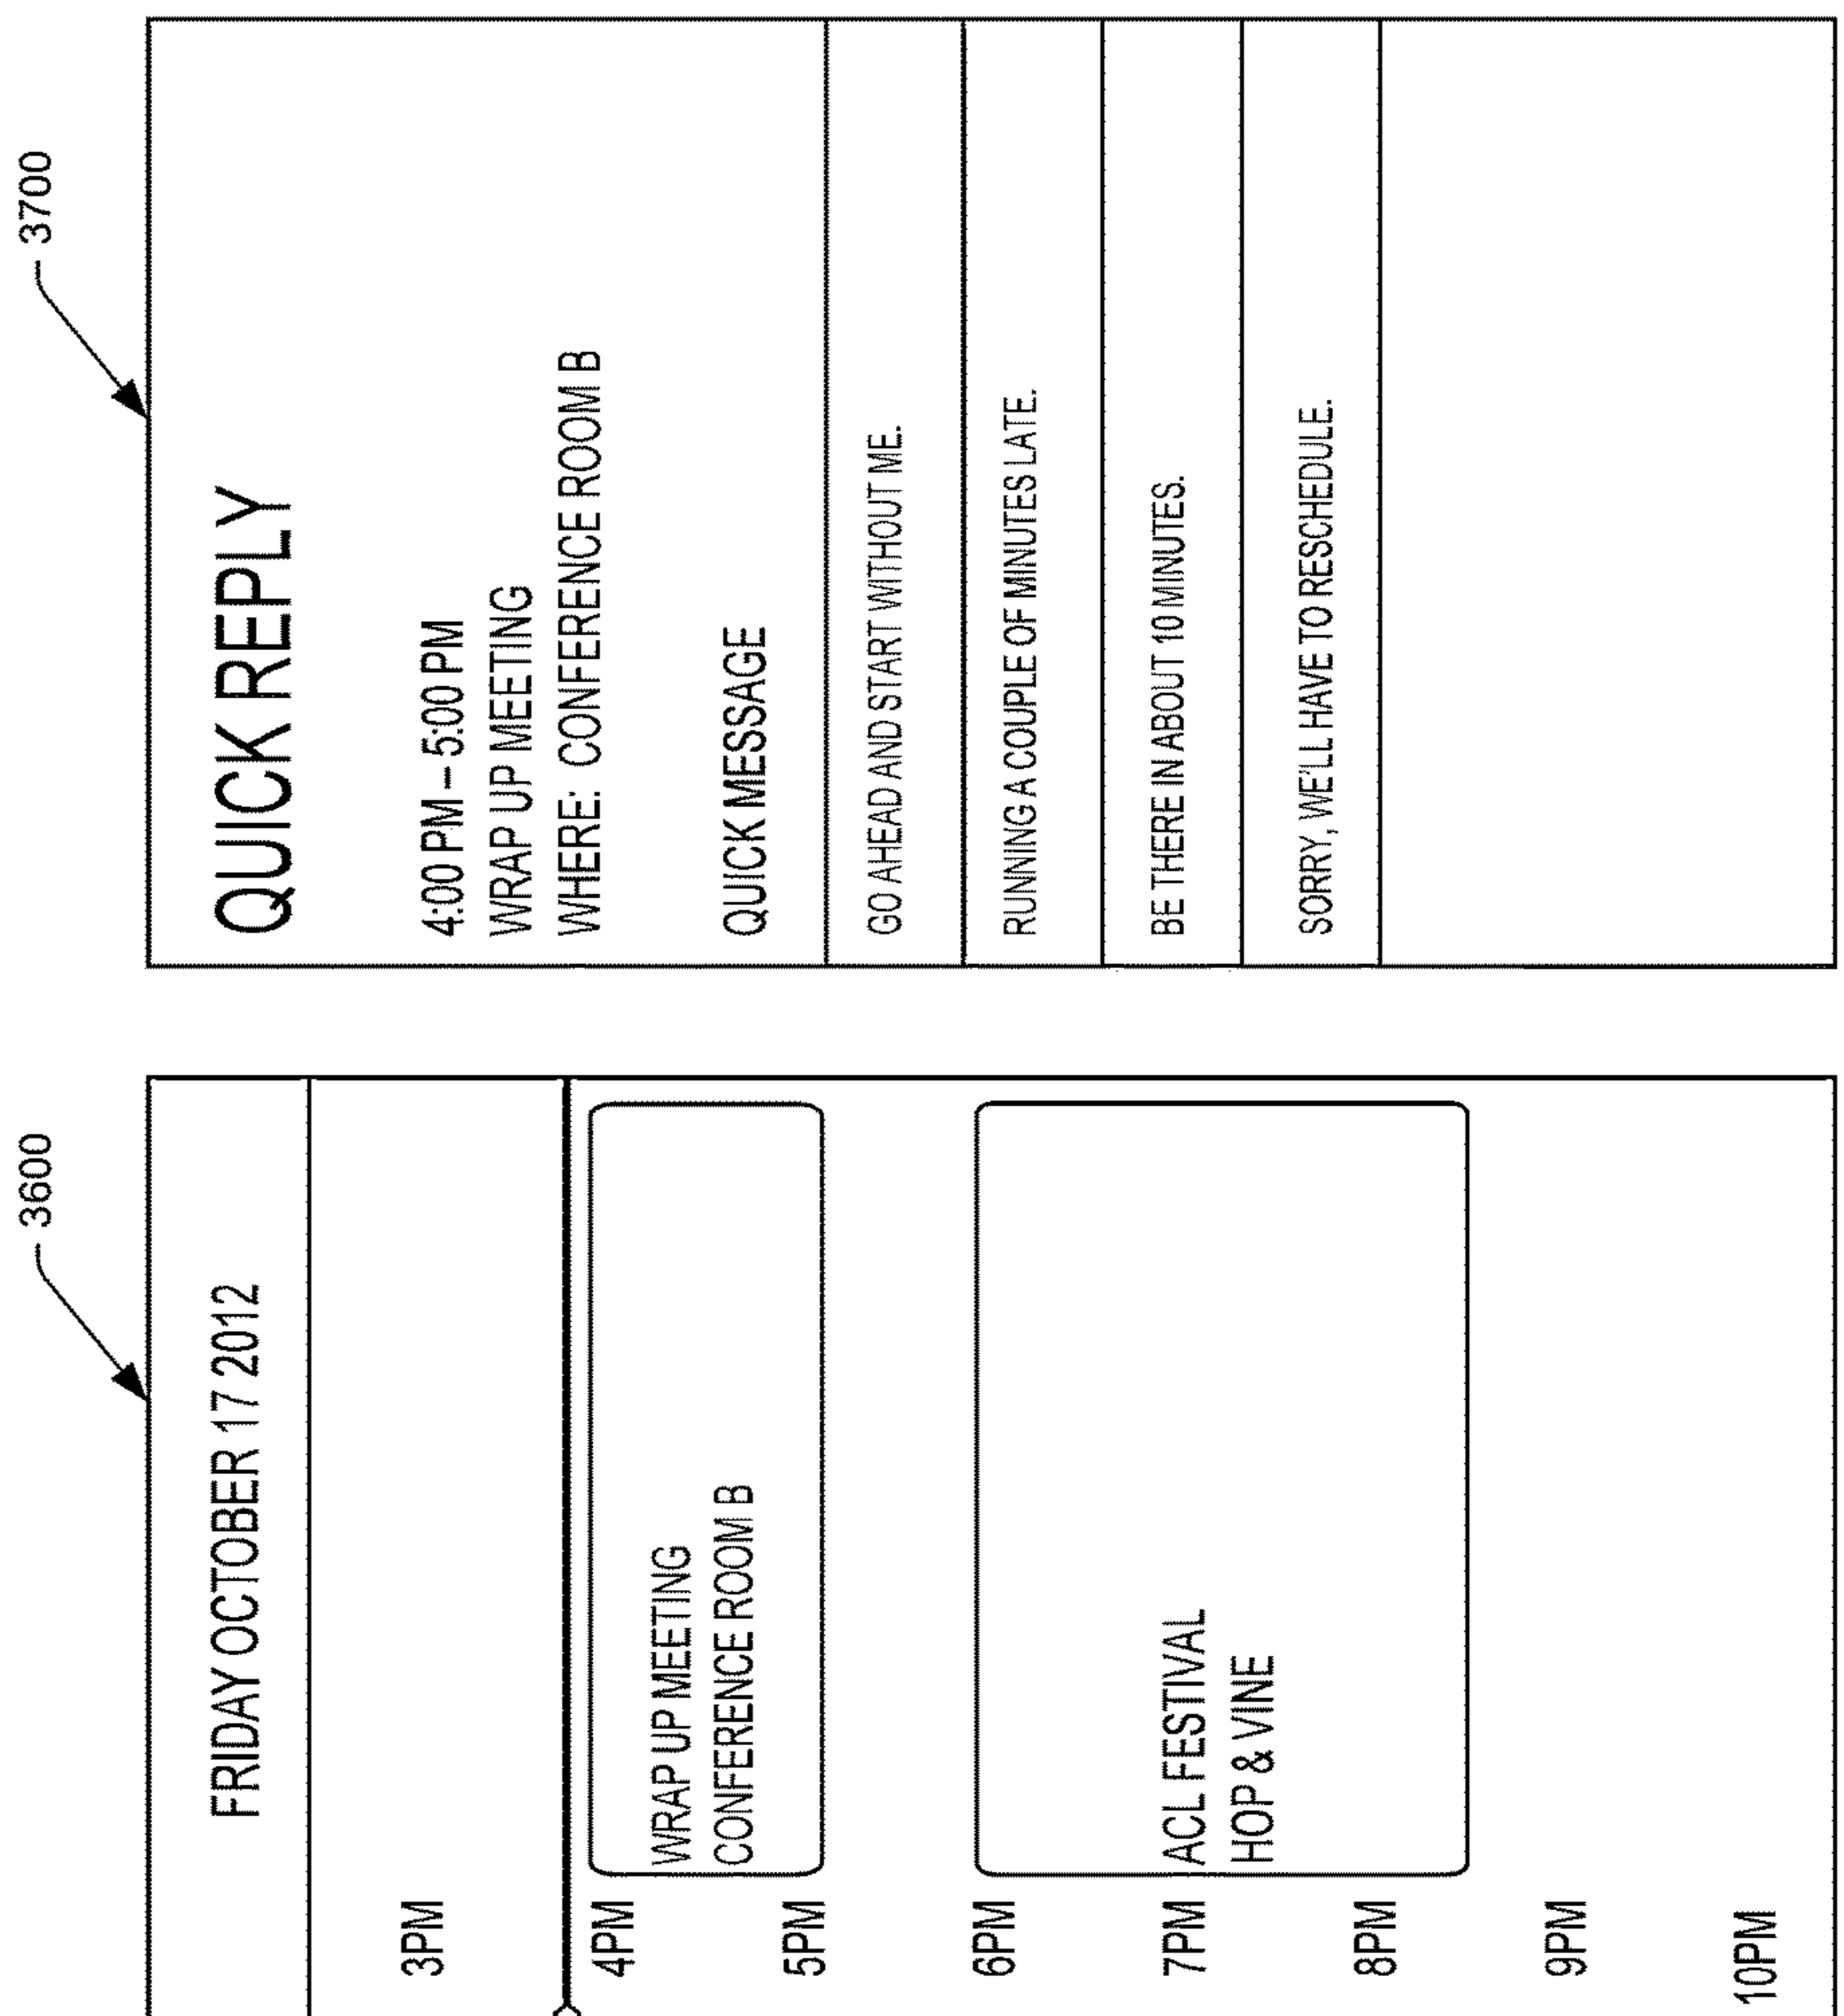 3600
FRIDAY OCTOBER 17 2012
3PM
4PM
WRAP UP MEETING
CONFERENCE ROOM B
5PM
6PM
7PM
ACL FESTIVAL
HOP & VINE
8PM
9PM
10PM
3700
QUICK REPLY
4:00 PM – 5:00 PM
WRAP UP MEETING
WHERE: CONFERENCE ROOM B
QUICK MESSAGE
GO AHEAD AND START WITHOUT ME.
RUNNING A COUPLE OF MINUTES LATE.
BE THERE IN ABOUT 10 MINUTES.
SORRY, WE'LL HAVE TO RESCHEDULE.